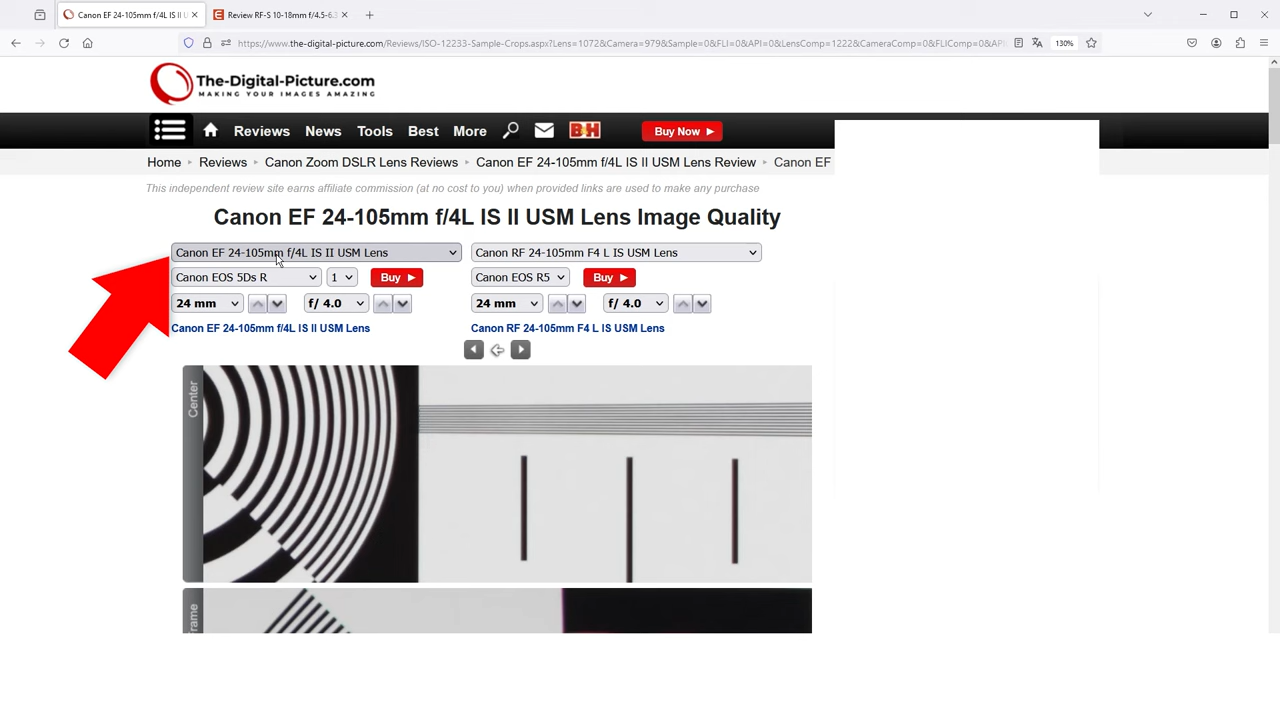 Canon EF 24-105mm f/4L IS II U
Review RF-S 10-18mm f/4.5-6.3
https://www.the-digital-picture.com/Reviews/ISO-12233-Sample-Crops.aspx?Lens=1072&Camera=979&Sample=0&FLI=0&API=0&LensComp=1222&CameraComp=0&FLIComp=0&API
130%
The-Digital-Picture.com
MAKING YOUR IMAGES AMAZING
Reviews News Tools Best More B&H Buy Now
Home Reviews Canon Zoom DSLR Lens Reviews Canon EF 24-105mm f/4L IS II USM Lens Review Canon EF
This independent review site earns affiliate commission (at no cost to you) when provided links are used to make any purchase
Canon EF 24-105mm f/4L IS II USM Lens Image Quality
Canon EF 24-105mm f/4L IS II USM Lens Canon RF 24-105mm F4 L IS USM Lens
Canon EOS 5Ds R 1 Buy Canon EOS R5 Buy
24 mm f/ 4.0 24 mm f/ 4.0
Canon EF 24-105mm f/4L IS II USM Lens Canon RF 24-105mm F4 L IS USM Lens
Center
rame